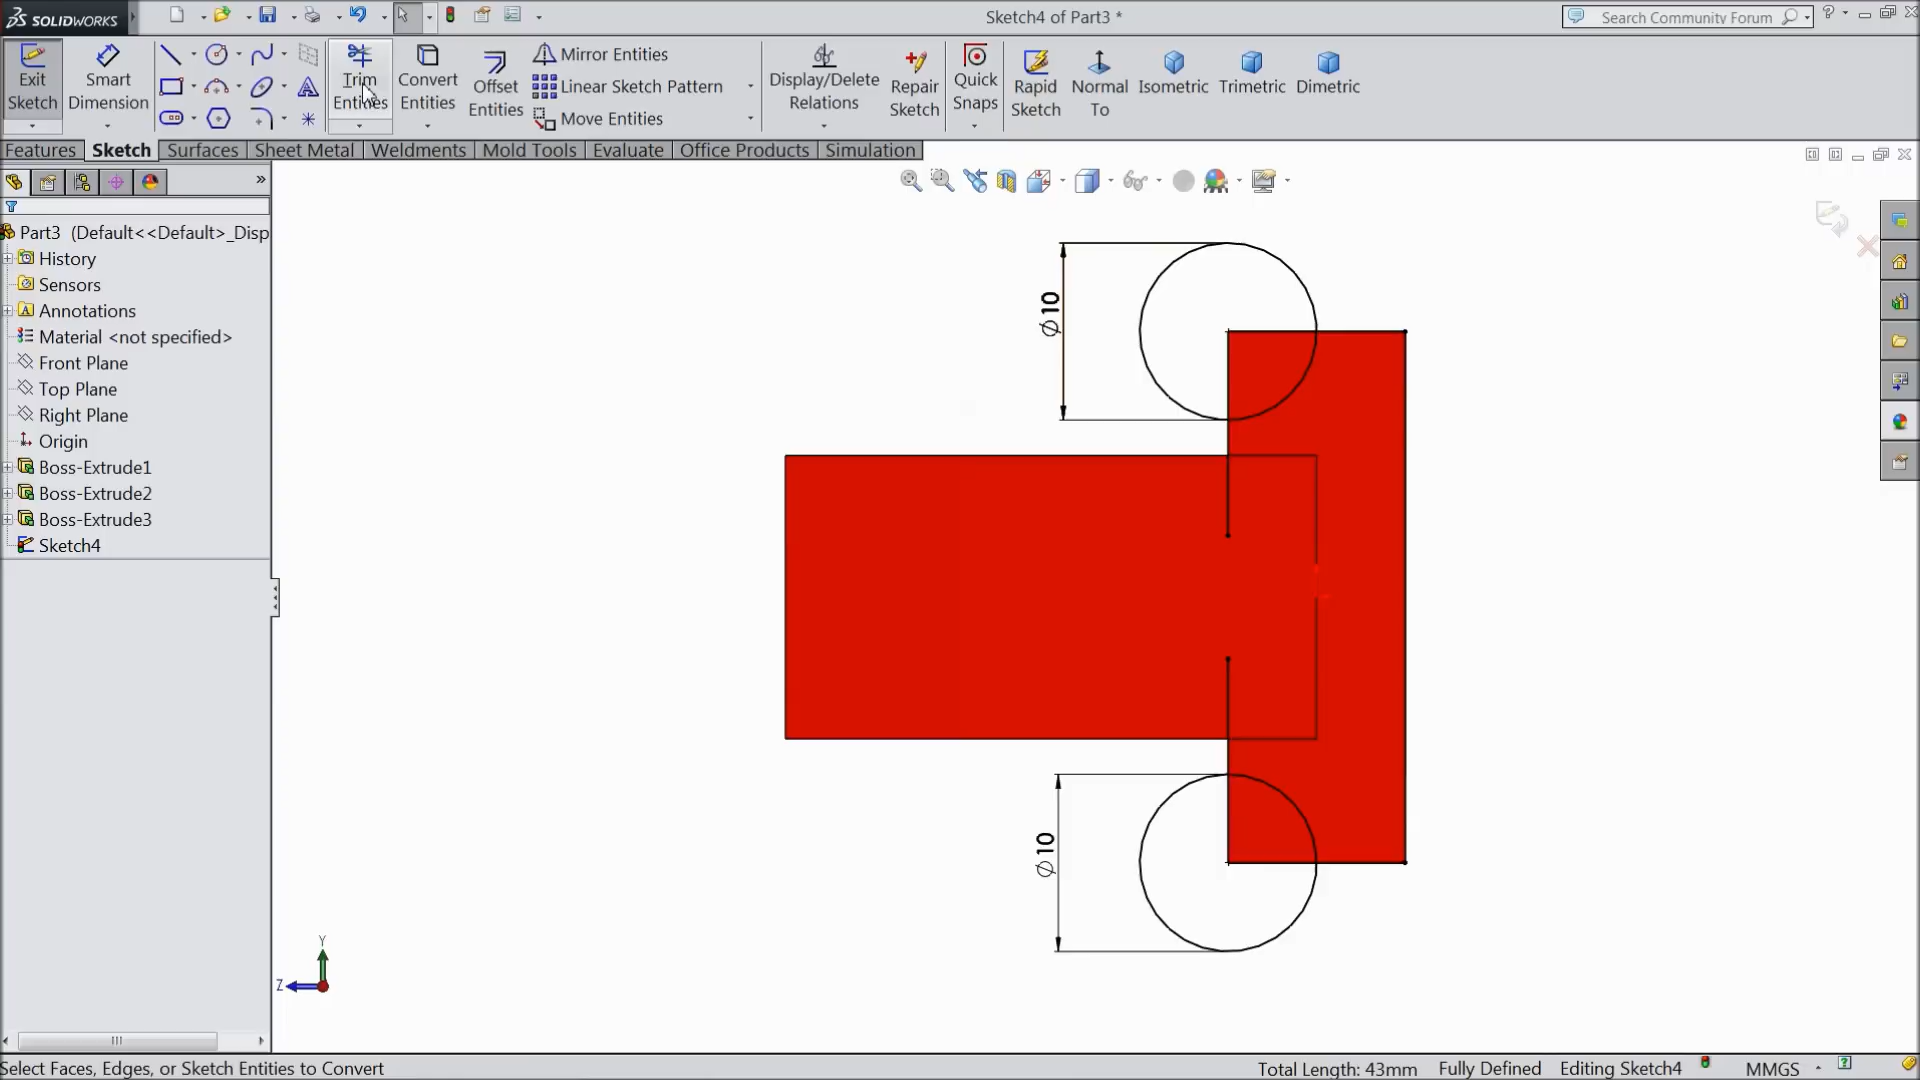 SOLIDWORKS
Sketch4 of Part3 *
Search Community Forum
Exit Sketch
Smart Dimension
Trim Entities
Convert Entities
Offset Entities
Mirror Entities
Linear Sketch Pattern
Move Entities
Display/Delete Relations
Repair Sketch
Quick Snaps
Rapid Sketch
Normal To
Isometric
Trimetric
Dimetric
Features
Sketch
Surfaces
Sheet Metal
Weldments
Mold Tools
Evaluate
Office Products
Simulation
Part3 (Default<<Default>_Disp
History
Sensors
Annotations
Material <not specified>
Front Plane
Top Plane
Right Plane
Origin
Boss-Extrude1
Boss-Extrude2
Boss-Extrude3
Sketch4
⌀10
⌀10
Y
Z
Select Faces, Edges, or Sketch Entities to Convert
Total Length: 43mm
Fully Defined
Editing Sketch4
MMGS